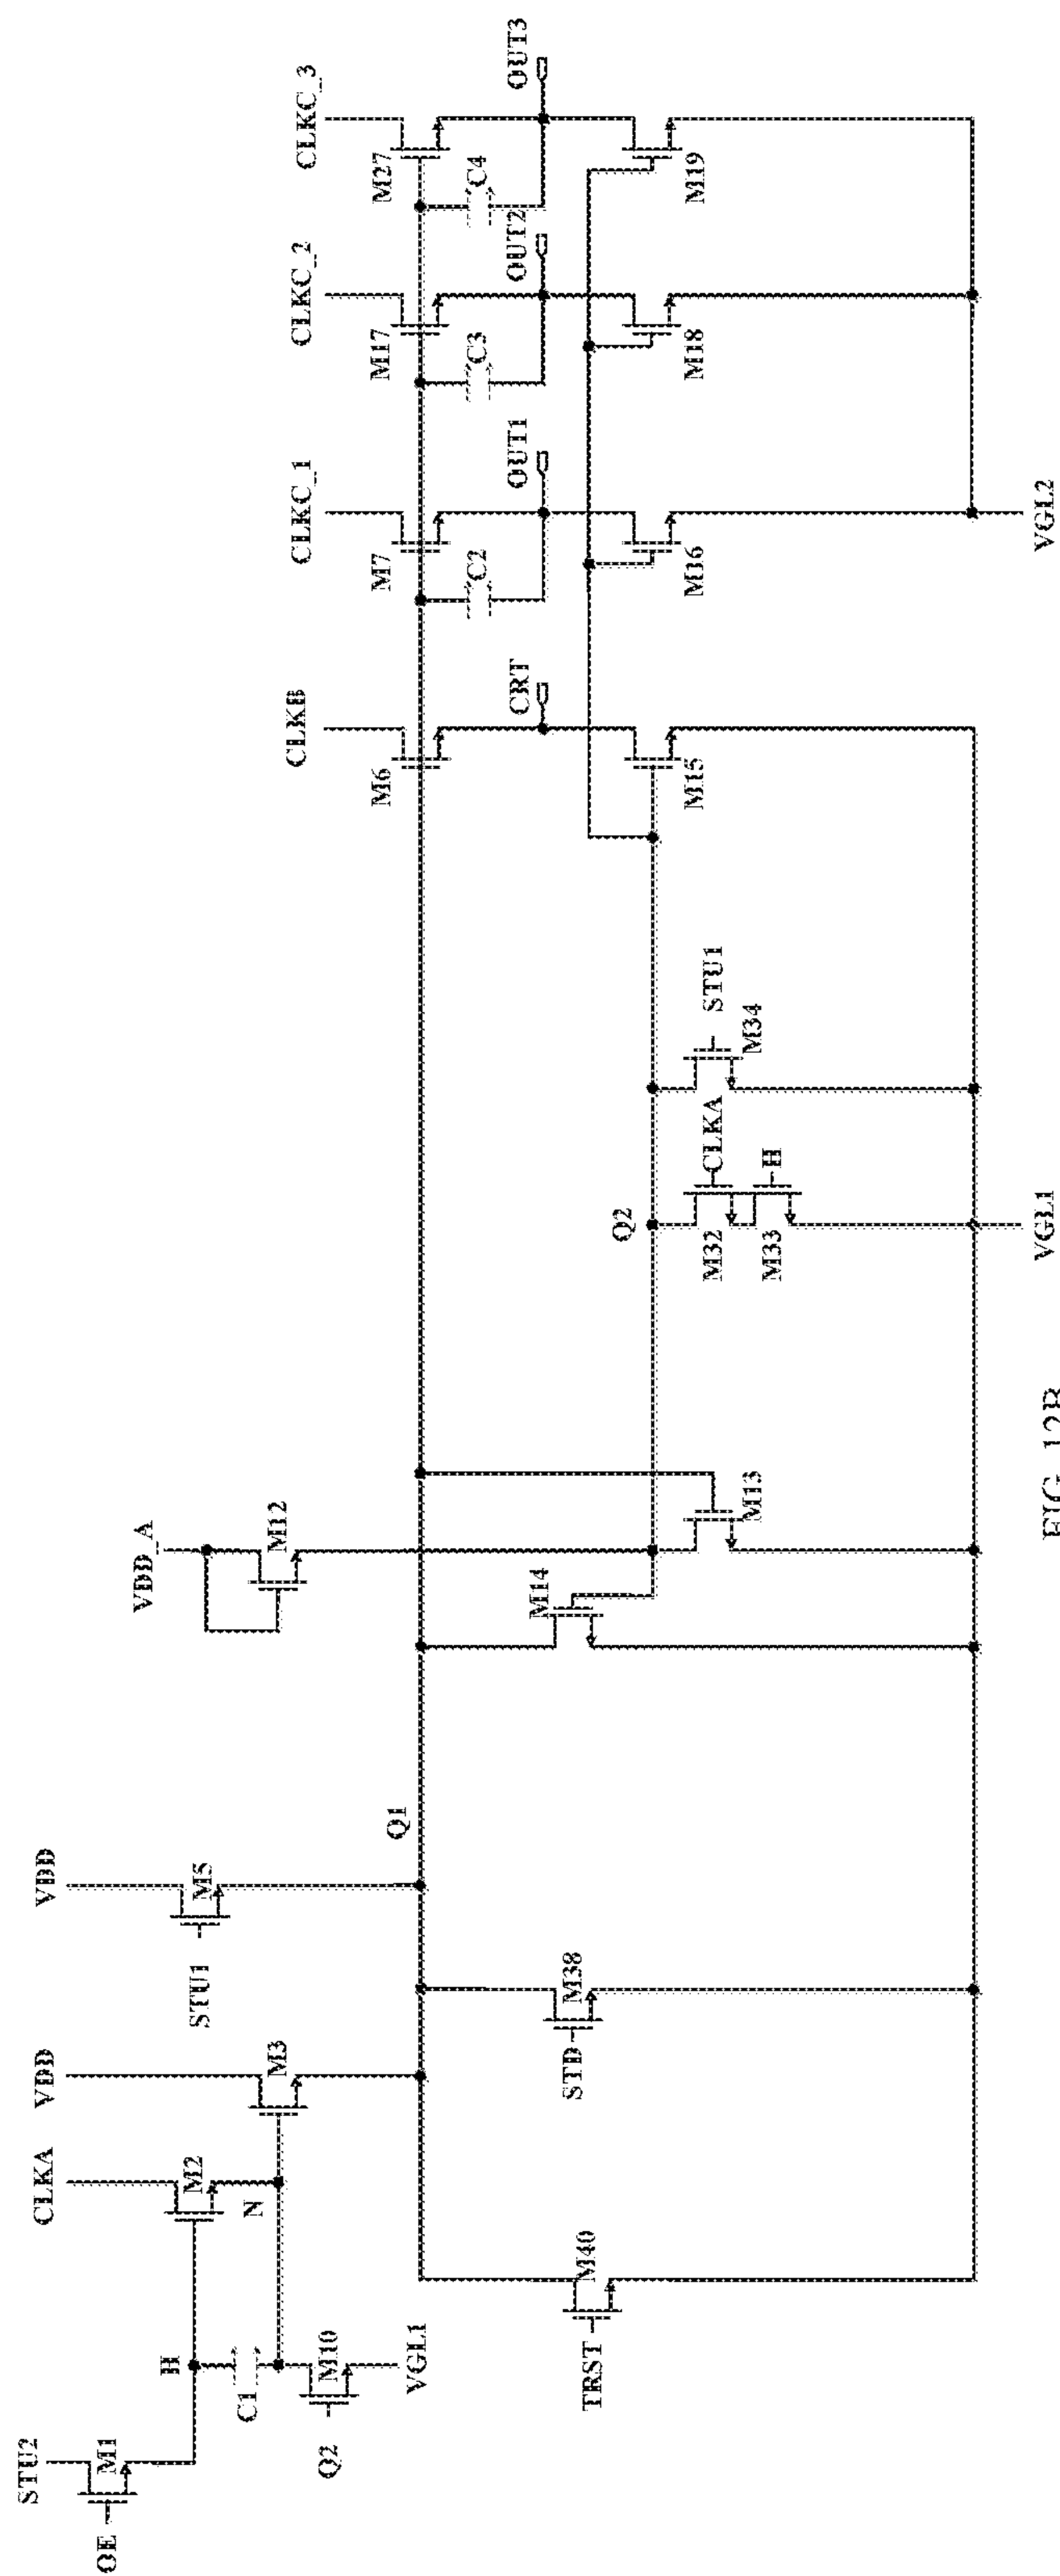 STU2
OE
M1
H
C1
Q2
M10
VGL1
CLKA
M2
N
VDD
M3
STU1
VDD
M5
TRST
M40
STD
M38
Q1
VDD_A
M12
M14
M13
Q2
M32
CLKA
M33
H
VGL1
STU1
M34
CLKB
M6
CRT
M15
CLKC_1
M7
C2
OUT1
M16
CLKC_2
M17
C3
OUT2
M18
CLKC_3
M27
C4
OUT3
M19
VGL2
FIG. 12B